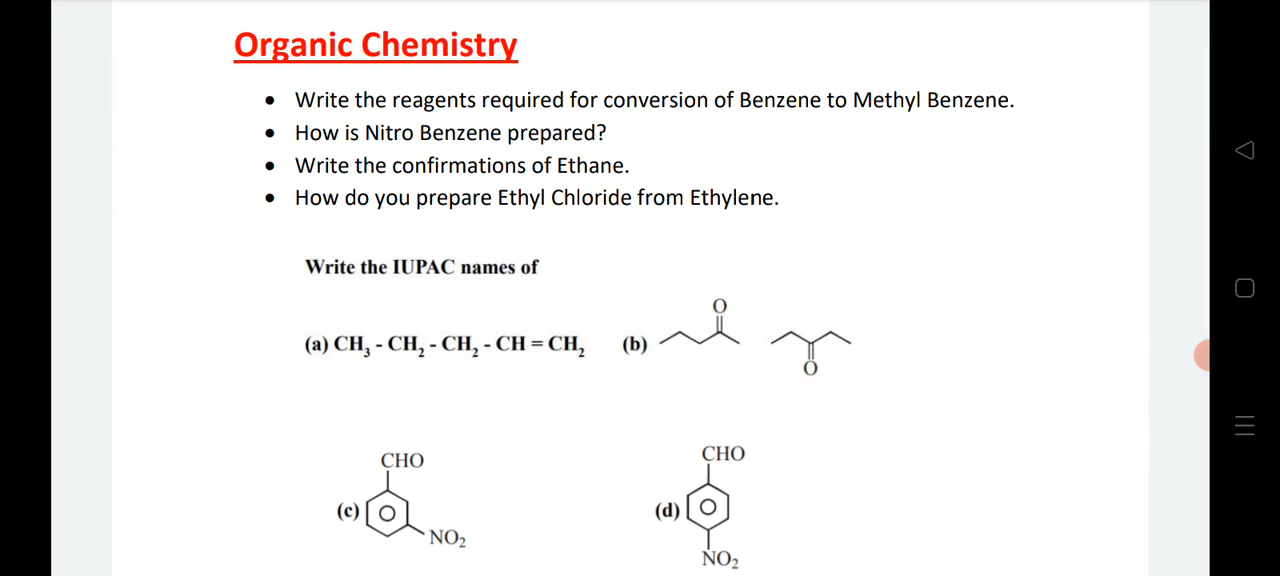 Organic Chemistry
• Write the reagents required for conversion of Benzene to Methyl Benzene.
• How is Nitro Benzene prepared?
• Write the confirmations of Ethane.
• How do you prepare Ethyl Chloride from Ethylene.
Write the IUPAC names of
(a) CH₃ - CH₂ - CH₂ - CH = CH₂ (b) O O
(c) CHO NO₂
(d) CHO NO₂